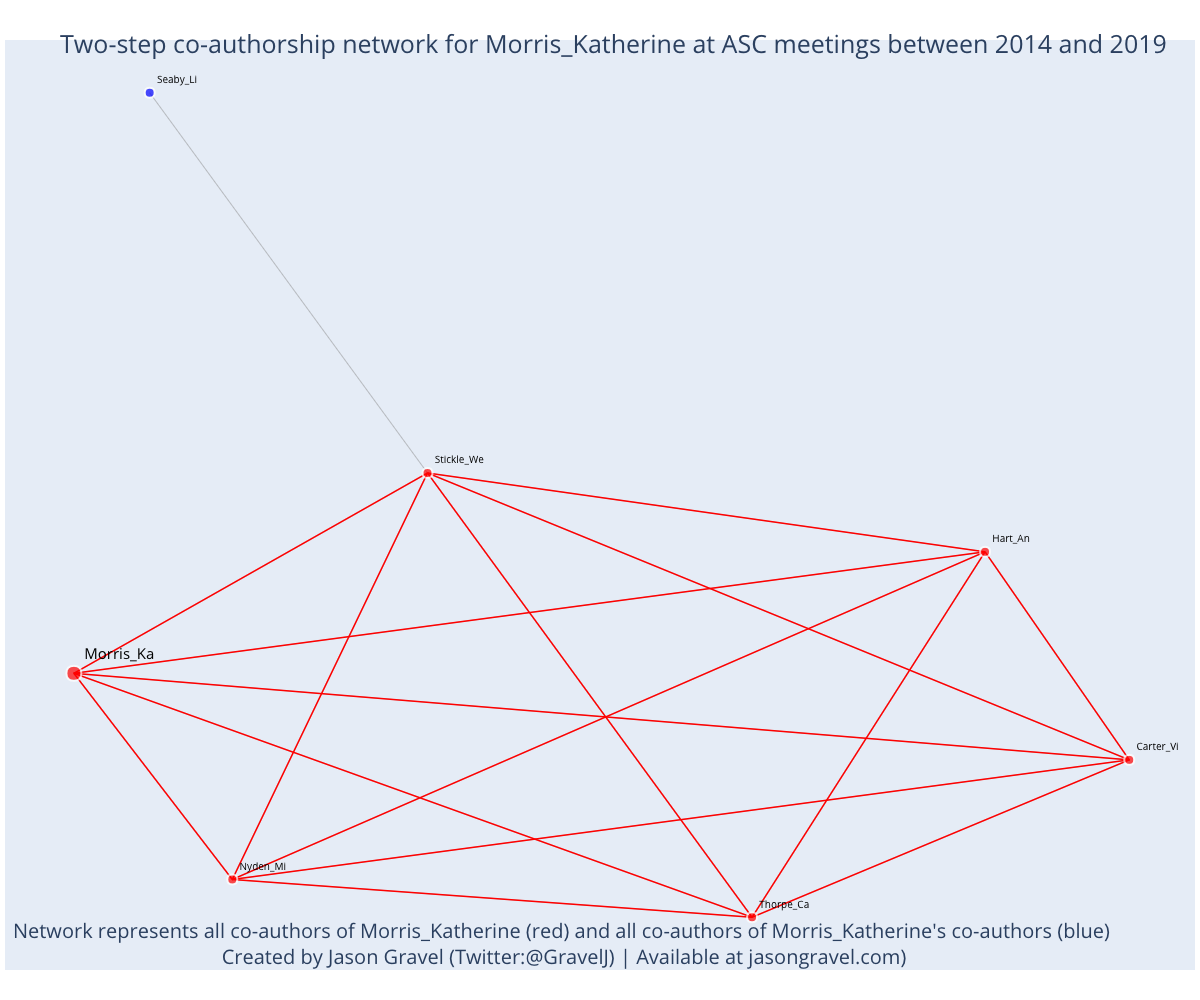 Two-step co-authorship network for Morris_Katherine at ASC meetings between 2014 and 2019
Seaby_Li
Stickle_We
Hart_An
Morris_Ka
Carter_Vi
Nyden_Mi
Thorpe_Ca
Network represents all co-authors of Morris_Katherine (red) and all co-authors of Morris_Katherine's co-authors (blue)
Created by Jason Gravel (Twitter:@GravelJ) | Available at jasongravel.com)